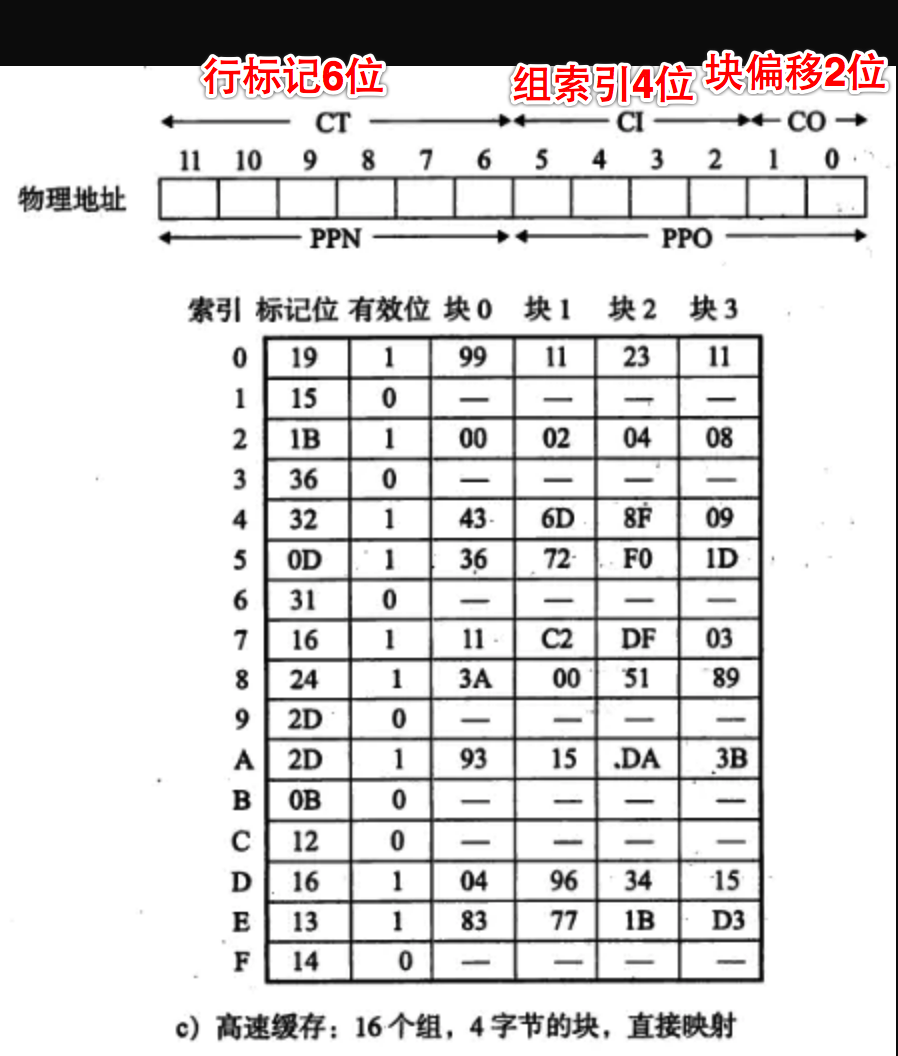 行标记6位 组索引4位 块偏移2位
CT CI CO
11 10 9 8 7 6 5 4 3 2 1 0
物理地址
PPN PPO
索引 标记位 有效位 块0 块1 块2 块3
0 19 1 99 11 23 11
1 15 0 — — — —
2 1B 1 00 02 04 08
3 36 0 — — — —
4 32 1 43 6D 8F 09
5 0D 1 36 72 F0 1D
6 31 0 — — — —
7 16 1 11 C2 DF 03
8 24 1 3A 00 51 89
9 2D 0 — — — —
A 2D 1 93 15 DA 3B
B 0B 0 — — — —
C 12 0 — — — —
D 16 1 04 96 34 15
E 13 1 83 77 1B D3
F 14 0 — — — —
c）高速缓存：16个组，4字节的块，直接映射